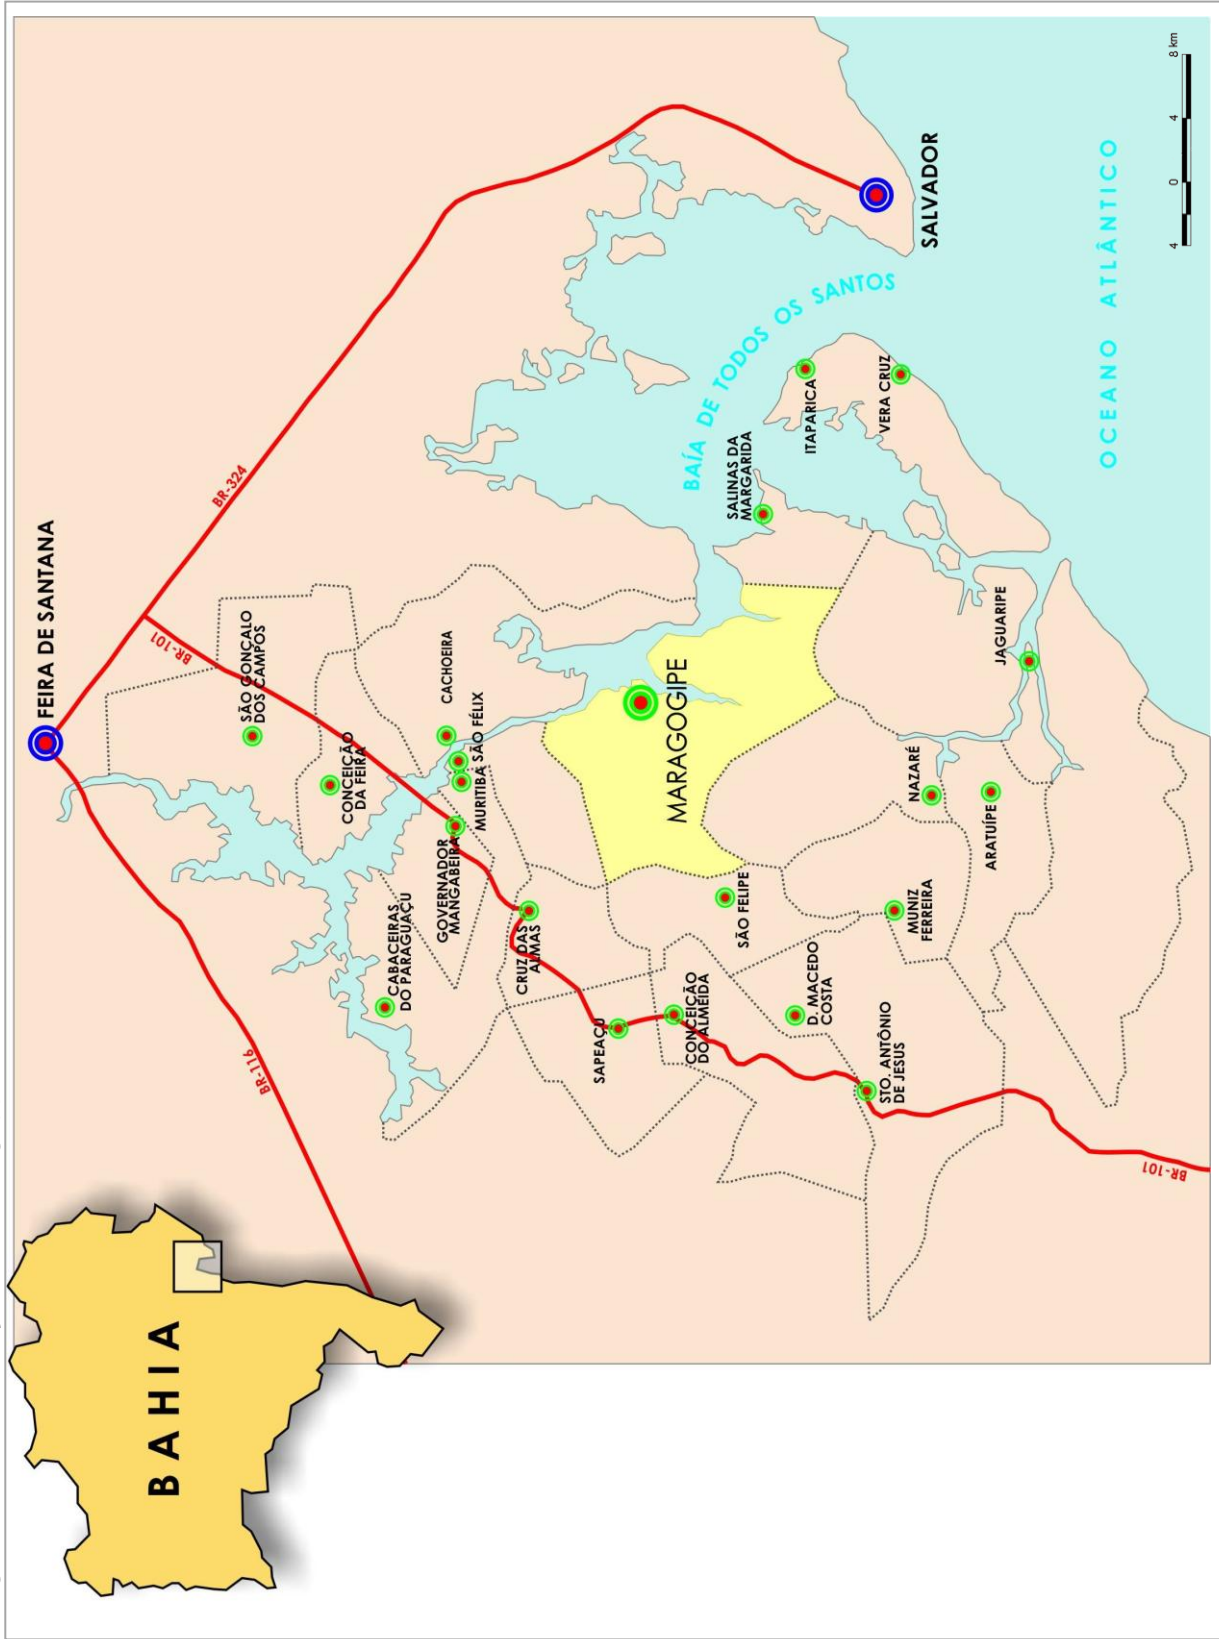 BAHIA
FEIRA DE SANTANA
BR-324
BR-101
BR-116
SÃO GONÇALO
DOS CAMPOS
CONCEIÇÃO
DA FEIRA
CACHOEIRA
SÃO FÉLIX
MURITIBA
GOVERNADOR
MANGABEIRA
CABACEIRAS
DO PARAGUAÇU
CRUZ DAS
ALMAS
SAPEAÇU
CONCEIÇÃO
DO ALMEIDA
MARAGOGIPE
SÃO FELIPE
D. MACEDO
COSTA
STO. ANTÔNIO
DE JESUS
MUNIZ
FERREIRA
NAZARÉ
ARATUÍPE
JAGUARIPE
SALINAS DA
MARGARIDA
ITAPARICA
VERA CRUZ
BAÍA DE TODOS OS SANTOS
SALVADOR
OCEANO ATLÂNTICO
BR-101
4 0 4 8 km